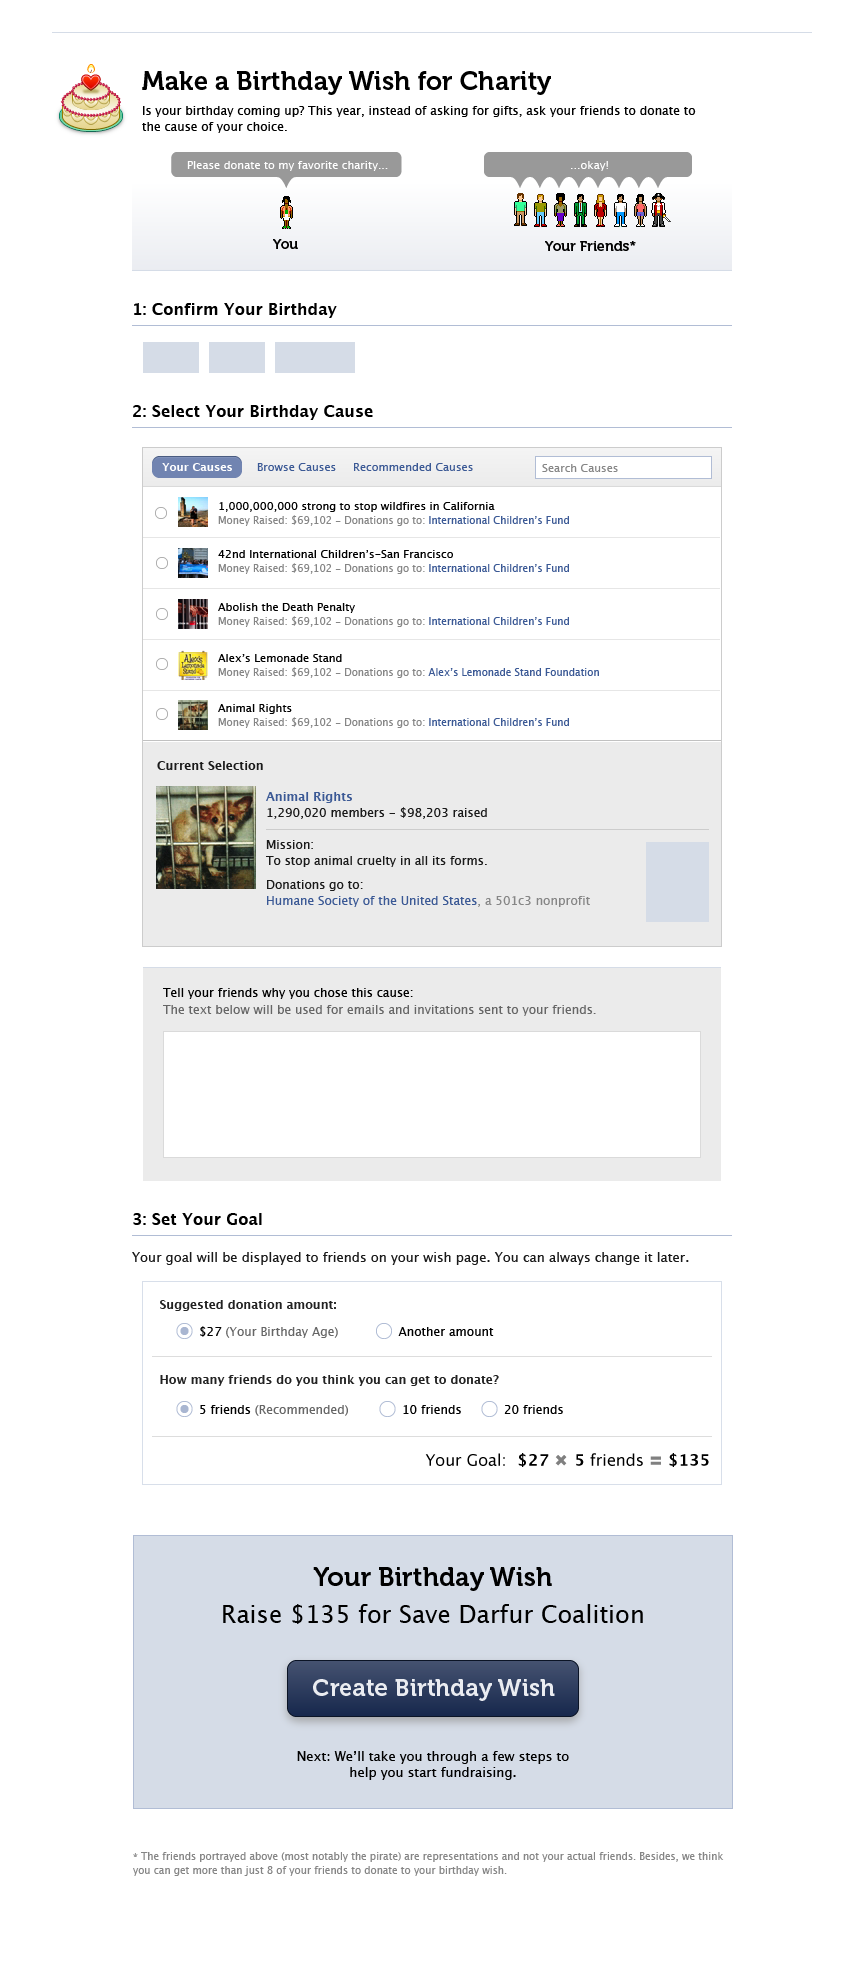 Make a Birthday Wish for Charity
Is your birthday coming up? This year, instead of asking for gifts, ask your friends to donate to
the cause of your choice.
Please donate to my favorite charity...
...okay!
You
Your Friends*
1: Confirm Your Birthday
2: Select Your Birthday Cause
Your Causes
Browse Causes
Recommended Causes
Search Causes
1,000,000,000 strong to stop wildfires in California
Money Raised: $69,102 – Donations go to: International Children's Fund
42nd International Children's–San Francisco
Money Raised: $69,102 – Donations go to: International Children's Fund
Abolish the Death Penalty
Money Raised: $69,102 – Donations go to: International Children's Fund
Alex's Lemonade Stand
Alex's Lemonade Stand
Money Raised: $69,102 – Donations go to: Alex's Lemonade Stand Foundation
Animal Rights
Money Raised: $69,102 – Donations go to: International Children's Fund
Current Selection
Animal Rights
1,290,020 members – $98,203 raised
Mission:
To stop animal cruelty in all its forms.
Donations go to:
Humane Society of the United States, a 501c3 nonprofit
Tell your friends why you chose this cause:
The text below will be used for emails and invitations sent to your friends.
3: Set Your Goal
Your goal will be displayed to friends on your wish page. You can always change it later.
Suggested donation amount:
$27 (Your Birthday Age)
Another amount
How many friends do you think you can get to donate?
5 friends (Recommended)
10 friends
20 friends
Your Goal: $27 × 5 friends = $135
Your Birthday Wish
Raise $135 for Save Darfur Coalition
Create Birthday Wish
Next: We'll take you through a few steps to
help you start fundraising.
* The friends portrayed above (most notably the pirate) are representations and not your actual friends. Besides, we think
you can get more than just 8 of your friends to donate to your birthday wish.